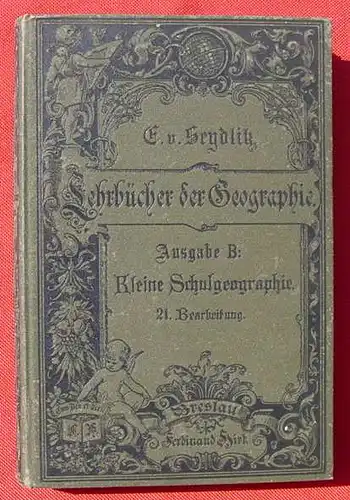 E. v. Seydlitz
Lehrbücher der Geographie.
Ausgabe B:
Kleine Schulgeographie.
21. Bearbeitung.
Breslau
Ferdinand Hirt